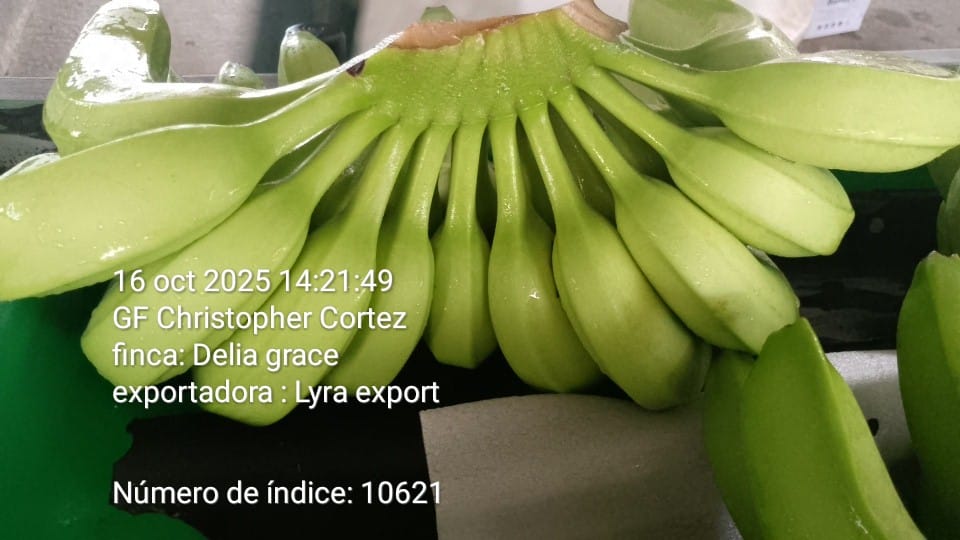 16 oct 2025 14:21:49
GF Christopher Cortez
finca: Delia grace
exportadora : Lyra export
Número de índice: 10621